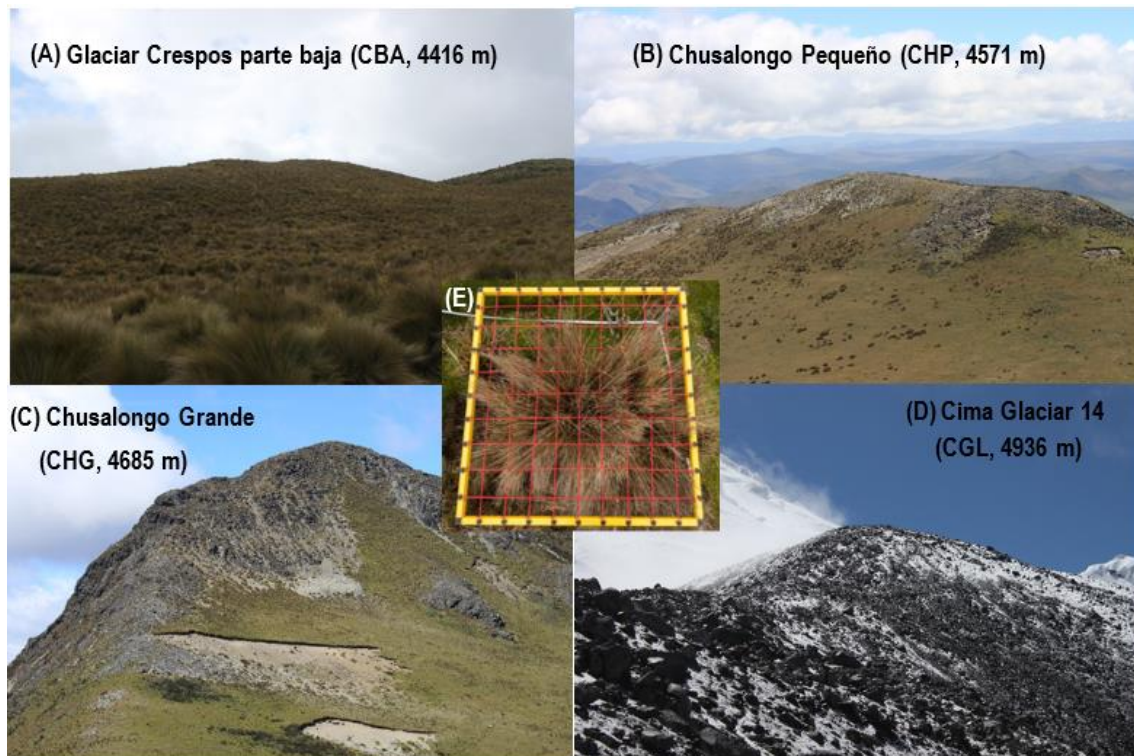 (A) Glaciar Crespos parte baja (CBA, 4416 m)
(B) Chusalongo Pequeño (CHP, 4571 m)
(E)
(C) Chusalongo Grande
(CHG, 4685 m)
(D) Cima Glaciar 14
(CGL, 4936 m)